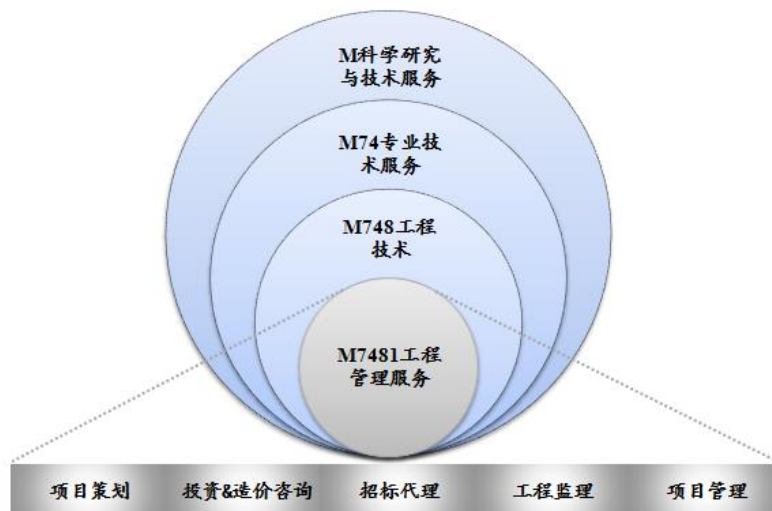 M科学研究
与技术服务
M74专业技
术服务
M748工程
技术
M7481工程
管理服务
项目策划 投资&造价咨询 招标代理 工程监理 项目管理